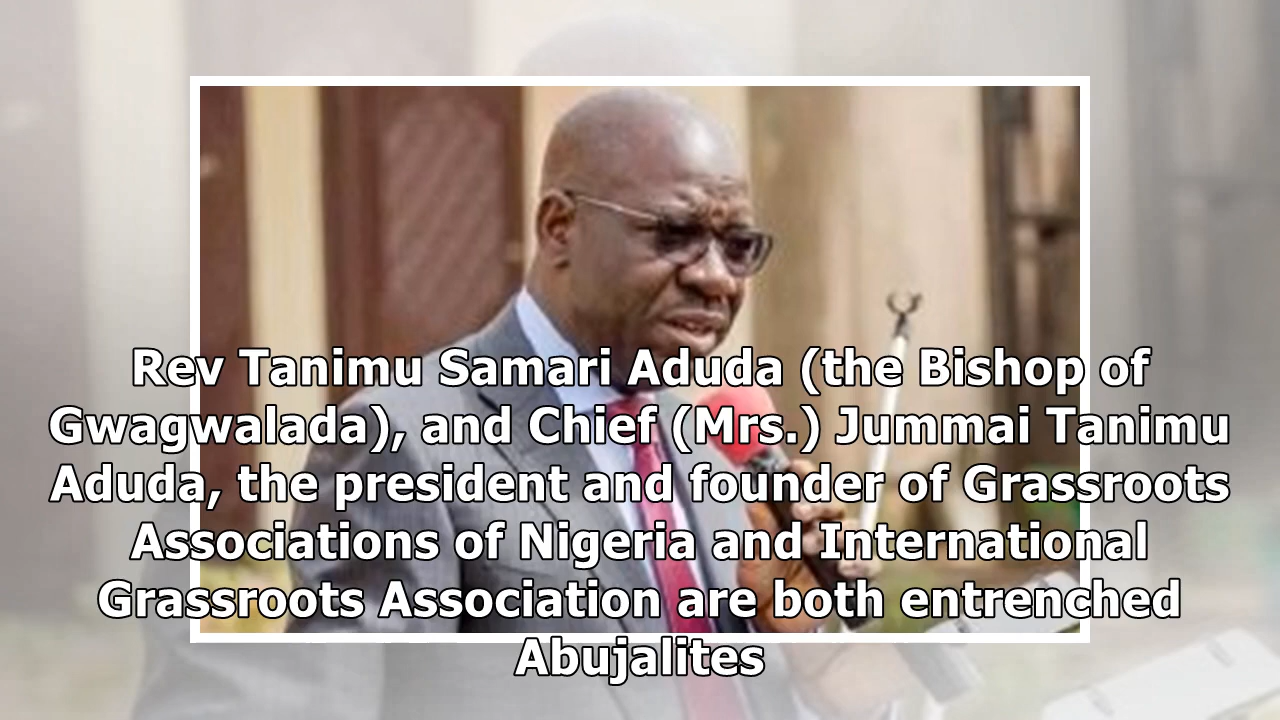 Rev Tanimu Samari Aduda (the Bishop of
Gwagwalada), and Chief (Mrs.) Jummai Tanimu
Aduda, the president and founder of Grassroots
Associations of Nigeria and International
Grassroots Association are both entrenched
Abujalites